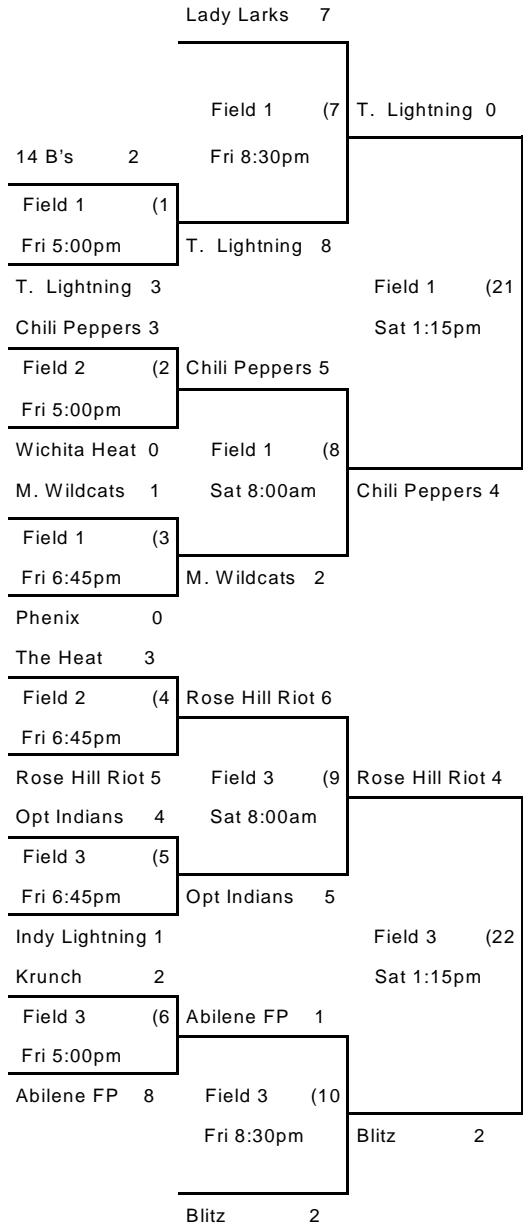 Lady Larks 7
Field 1 (7 T. Lightning 0
14 B's 2 Fri 8:30pm
Field 1 (1
Fri 5:00pm T. Lightning 8
T. Lightning 3 Field 1 (21
Chili Peppers 3 Sat 1:15pm
Field 2 (2 Chili Peppers 5
Fri 5:00pm
Wichita Heat 0 Field 1 (8
M. Wildcats 1 Sat 8:00am Chili Peppers 4
Field 1 (3
Fri 6:45pm M. Wildcats 2
Phenix 0
The Heat 3
Field 2 (4 Rose Hill Riot 6
Fri 6:45pm
Rose Hill Riot 5 Field 3 (9 Rose Hill Riot 4
Opt Indians 4 Sat 8:00am
Field 3 (5
Fri 6:45pm Opt Indians 5
Indy Lightning 1 Field 3 (22
Krunch 2 Sat 1:15pm
Field 3 (6 Abilene FP 1
Fri 5:00pm
Abilene FP 8 Field 3 (10
Fri 8:30pm Blitz 2
Blitz 2